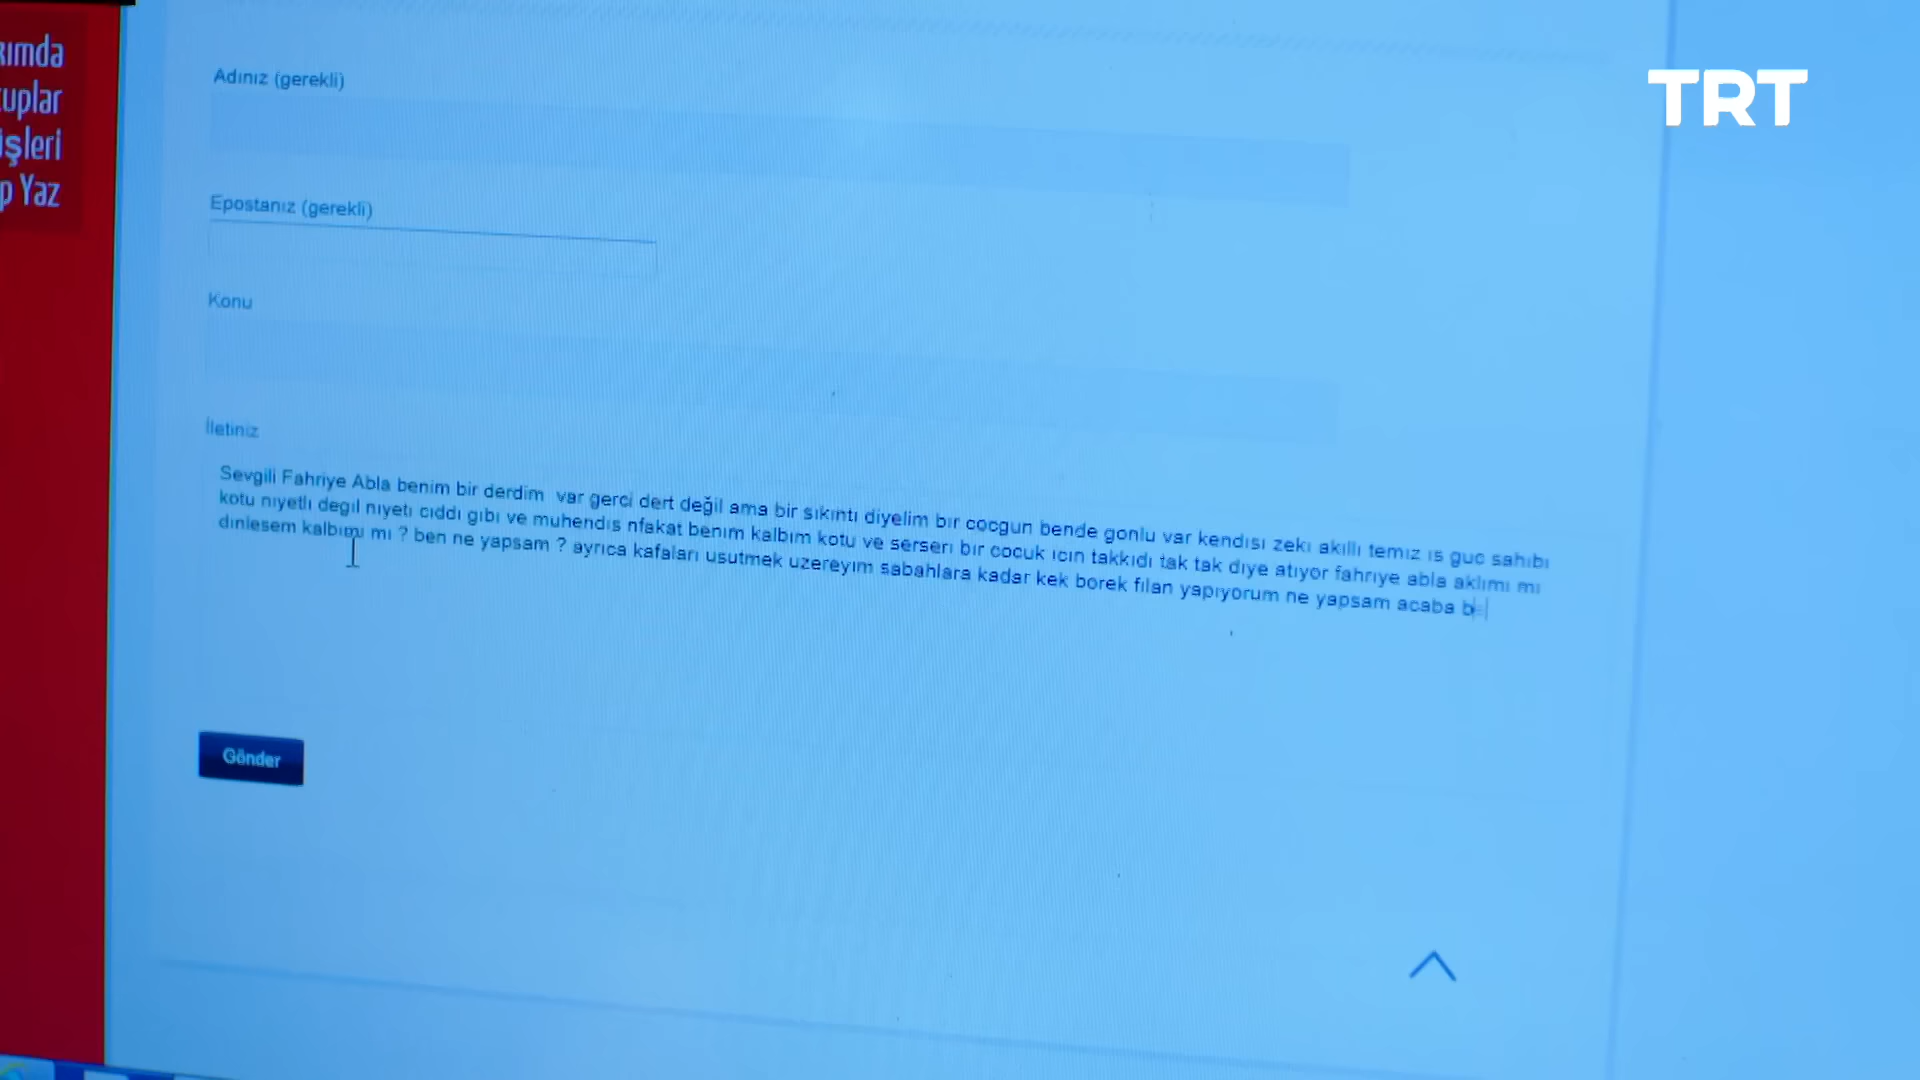 TRT
Adınız (gerekli)
Epostanız (gerekli)
Konu
İletiniz
Sevgili Fahriye Abla benim bir derdim var gerci dert değil ama bir sıkıntı diyelim bır cocgun bende gonlu var kendısı zekı akıllı temız ıs guc sahıbı
kotu nıyetlı degıl nıyetı cıddı gıbı ve muhendıs nfakat benım kalbım kotu ve serserı bır cocuk ıcın takkıdı tak tak dıye atıyor fahrıye abla aklımı mı
dınlesem kalbımı mı ? ben ne yapsam ? ayrıca kafaları usutmek uzereyım sabahlara kadar kek borek fılan yapıyorum ne yapsam acaba
Gönder
şleri
Yaz